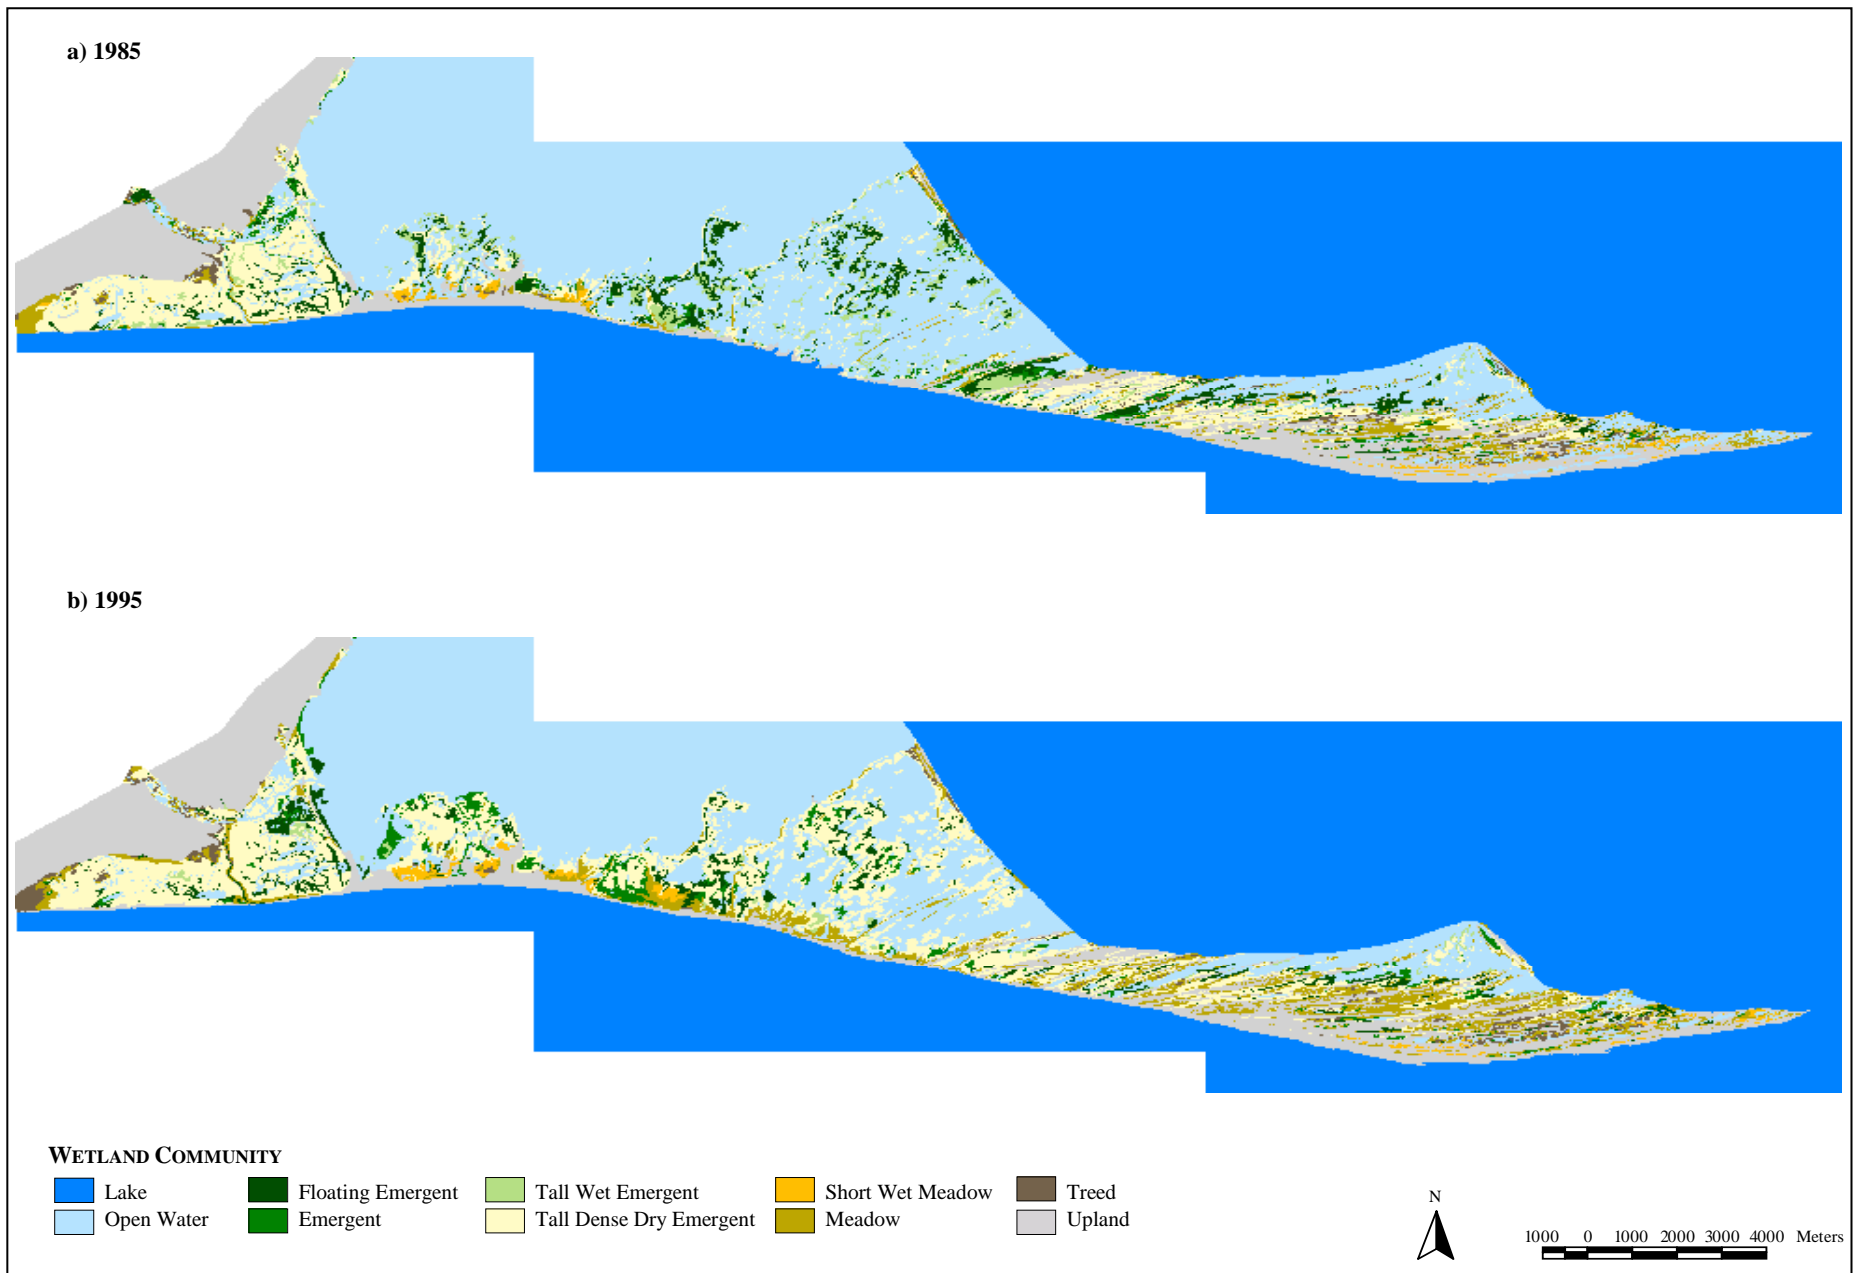 a) 1985
b) 1995
WETLAND COMMUNITY
Lake
Open Water
Floating Emergent
Emergent
Tall Wet Emergent
Tall Dense Dry Emergent
Short Wet Meadow
Meadow
Treed
Upland
N
1000 0 1000 2000 3000 4000 Meters